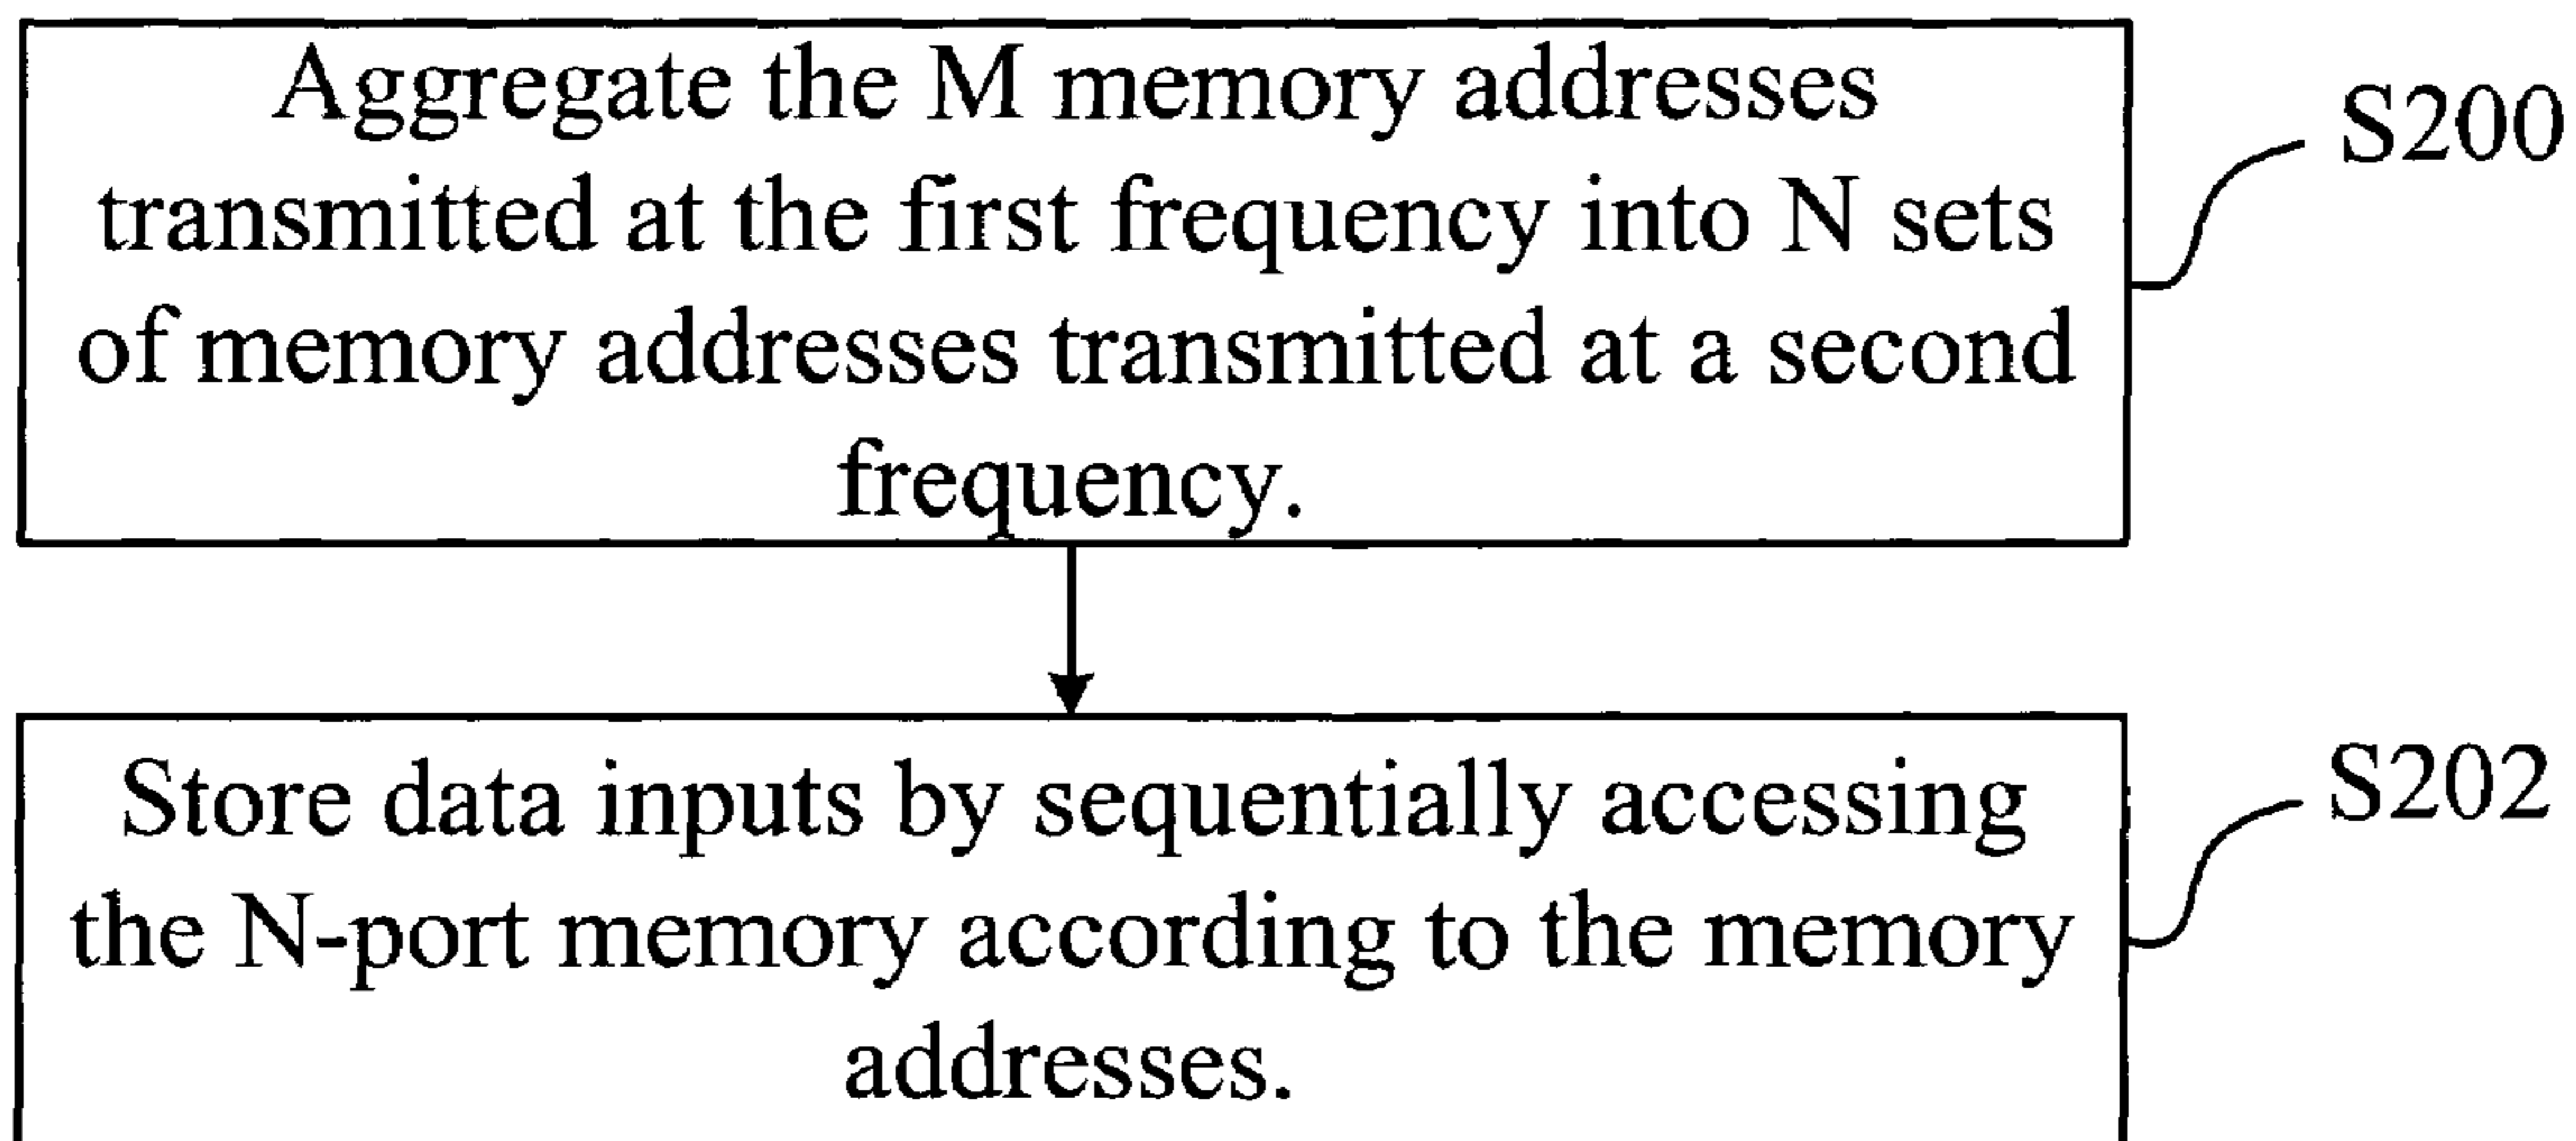 Aggregate the M memory addresses
transmitted at the first frequency into N sets
of memory addresses transmitted at a second
frequency.
S200
Store data inputs by sequentially accessing
the N-port memory according to the memory
addresses.
S202